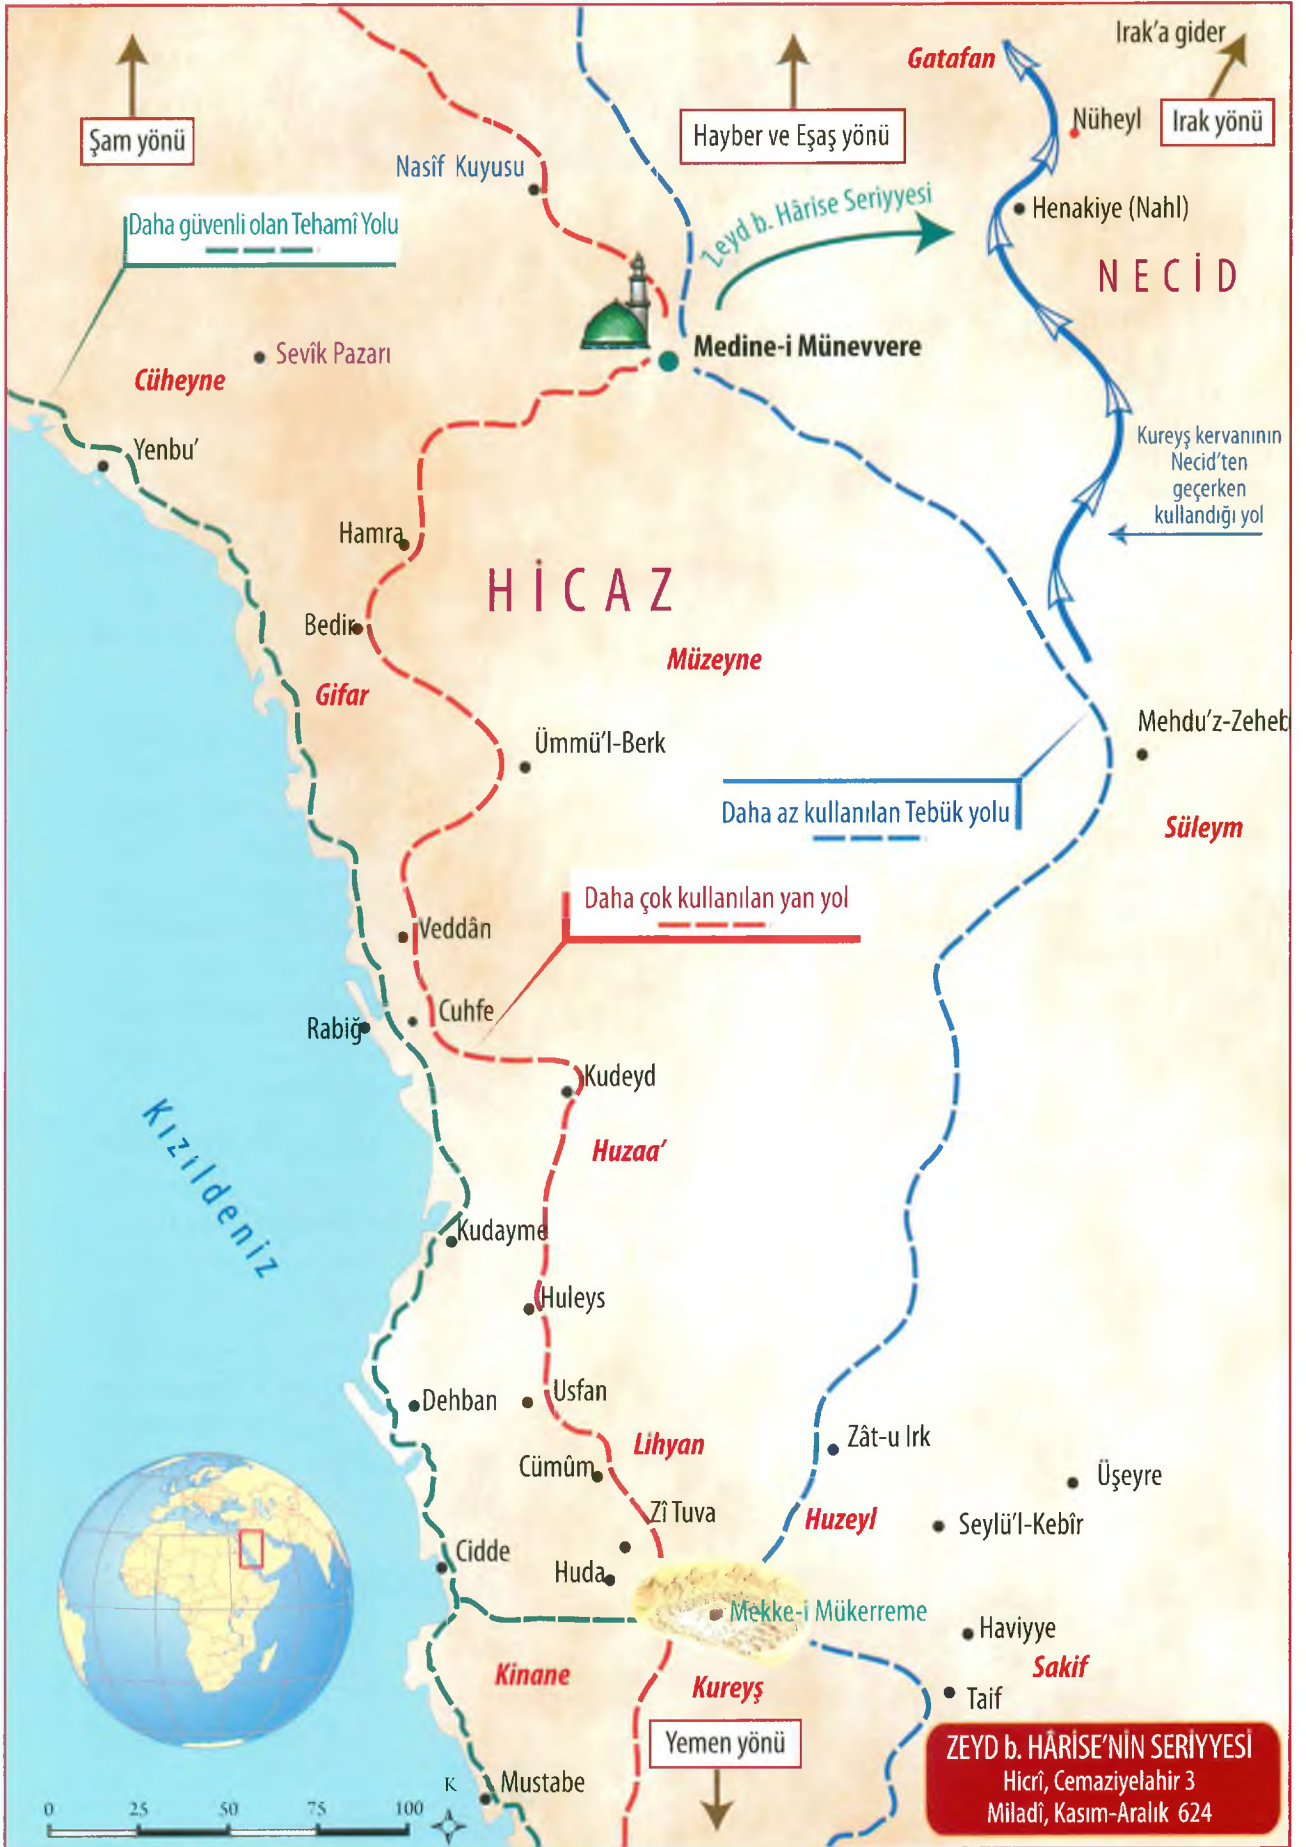 Irak'a gider
Gatafan
Şam yönü
Hayber ve Eşaş yönü
Nüheyl
Irak yönü
Nasîf Kuyusu
Zeyd b. Hârise Seriyyesi
Henakiye (Nahl)
Daha güvenli olan Tehamî Yolu
NECİD
Sevîk Pazarı
Medine-i Münevvere
Cüheyne
Yenbu'
Kureyş kervanının
Necid'ten
geçerken
kullandığı yol
Hamra
HİCAZ
Bedir
Müzeyne
Gifar
Mehdu'z-Zeheb
Ümmü'l-Berk
Daha az kullanılan Tebük yolu
Süleym
Daha çok kullanılan yan yol
Veddân
Cuhfe
Rabiğ
Kudeyd
Kızıldeniz
Huzaa'
Kudayme
Huleys
Dehban
Usfan
Lihyan
Zât-u Irk
Cümûm
Üşeyre
Zî Tuva
Huzeyl
Seylü'l-Kebîr
Cidde
Huda
Mekke-i Mükerreme
Haviyye
Kinane
Kureyş
Sakif
Taif
Yemen yönü
ZEYD b. HÂRİSE'NİN SERİYYESİ
Hicrî, Cemaziyelahir 3
Miladî, Kasım-Aralık 624
Mustabe
K
0 25 50 75 100